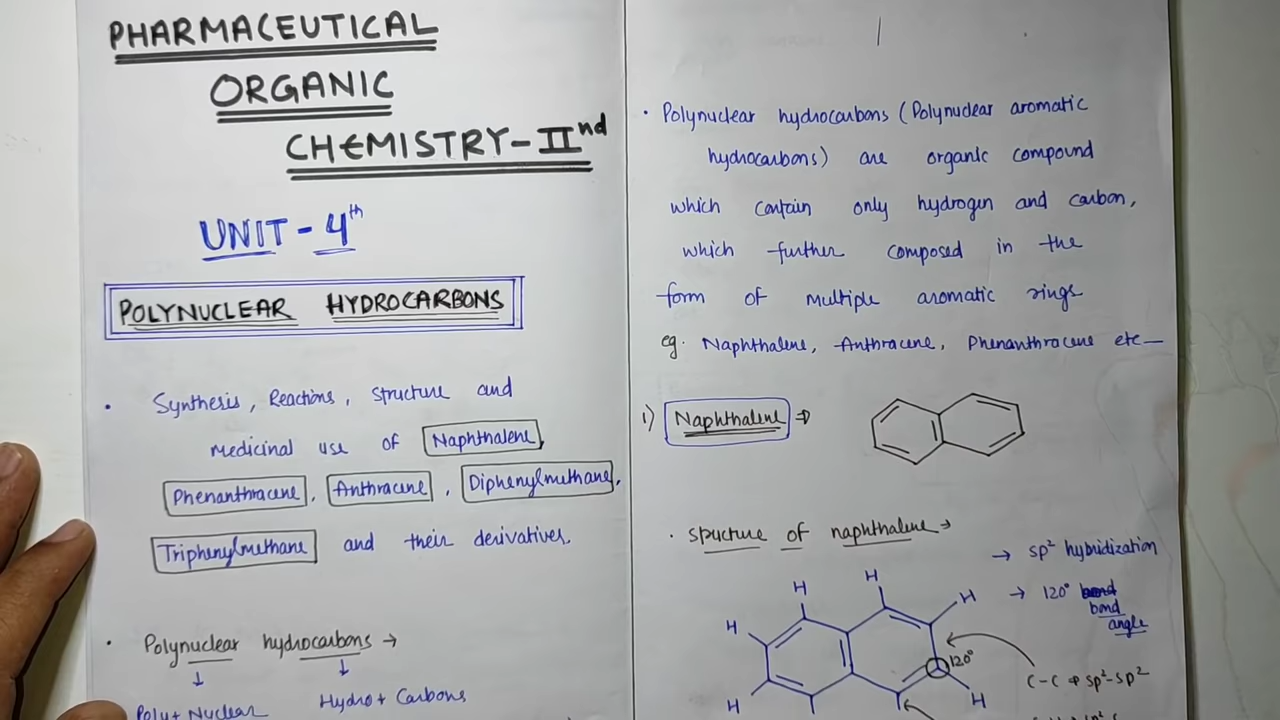 PHARMACEUTICAL
ORGANIC
CHEMISTRY-IInd
UNIT-4th
POLYNUCLEAR HYDROCARBONS
• Synthesis, Reactions, structure and
medicinal use of Naphthalene,
Phenanthracene, Anthracene, Diphenylmethane,
Triphenylmethane and their derivatives.
• Polynuclear hydrocarbons →
Poly+ Nuclear Hydro+ Carbons
• Polynuclear hydrocarbons (Polynuclear aromatic
hydrocarbons) are organic compound
which contain only hydrogen and carbon,
which further composed in the
form of multiple aromatic rings
eg. Naphthalene, Anthracene, Phenanthracene etc—
1) Naphthalene ⇒
• structure of naphthalene →
→ sp² hybridization
→ 120° bond
bond
angle
H H H H H H
120°
C-C ⇒ sp²-sp²